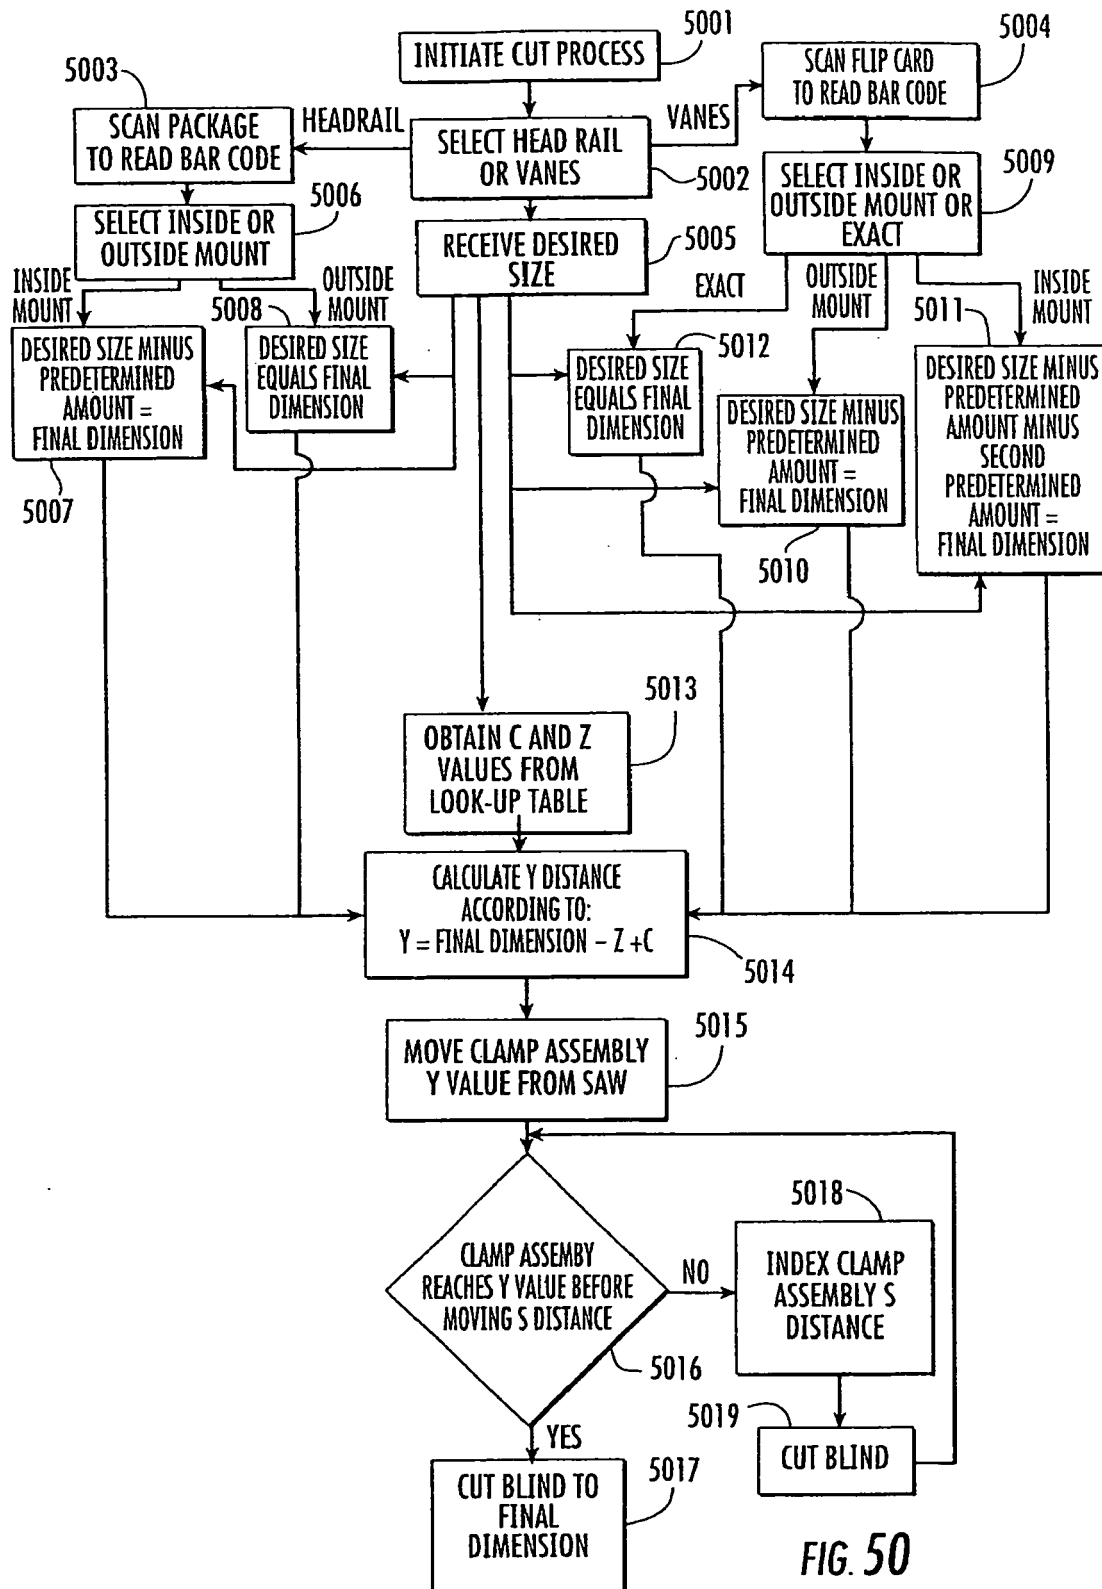 5001
INITIATE CUT PROCESS
5004
SCAN FLIP CARD
TO READ BAR CODE
5003
SCAN PACKAGE
TO READ BAR CODE
HEADRAIL
VANES
SELECT HEAD RAIL
OR VANES
5002
5009
SELECT INSIDE OR
OUTSIDE MOUNT OR
EXACT
5006
SELECT INSIDE OR
OUTSIDE MOUNT
RECEIVE DESIRED
SIZE
5005
INSIDE
MOUNT
OUTSIDE
MOUNT
EXACT
OUTSIDE
MOUNT
INSIDE
MOUNT
5008
5012
5011
DESIRED SIZE MINUS
PREDETERMINED
AMOUNT =
FINAL DIMENSION
5007
DESIRED SIZE
EQUALS FINAL
DIMENSION
DESIRED SIZE
EQUALS FINAL
DIMENSION
DESIRED SIZE MINUS
PREDETERMINED
AMOUNT =
FINAL DIMENSION
5010
DESIRED SIZE MINUS
PREDETERMINED
AMOUNT MINUS
SECOND
PREDETERMINED
AMOUNT =
FINAL DIMENSION
5013
OBTAIN C AND Z
VALUES FROM
LOOK-UP TABLE
CALCULATE Y DISTANCE
ACCORDING TO:
Y = FINAL DIMENSION – Z +C
5014
5015
MOVE CLAMP ASSEMBLY
Y VALUE FROM SAW
CLAMP ASSEMBY
REACHES Y VALUE BEFORE
MOVING S DISTANCE
5016
NO
5018
INDEX CLAMP
ASSEMBLY S
DISTANCE
5019
CUT BLIND
YES
CUT BLIND TO
FINAL
DIMENSION
5017
FIG. 50